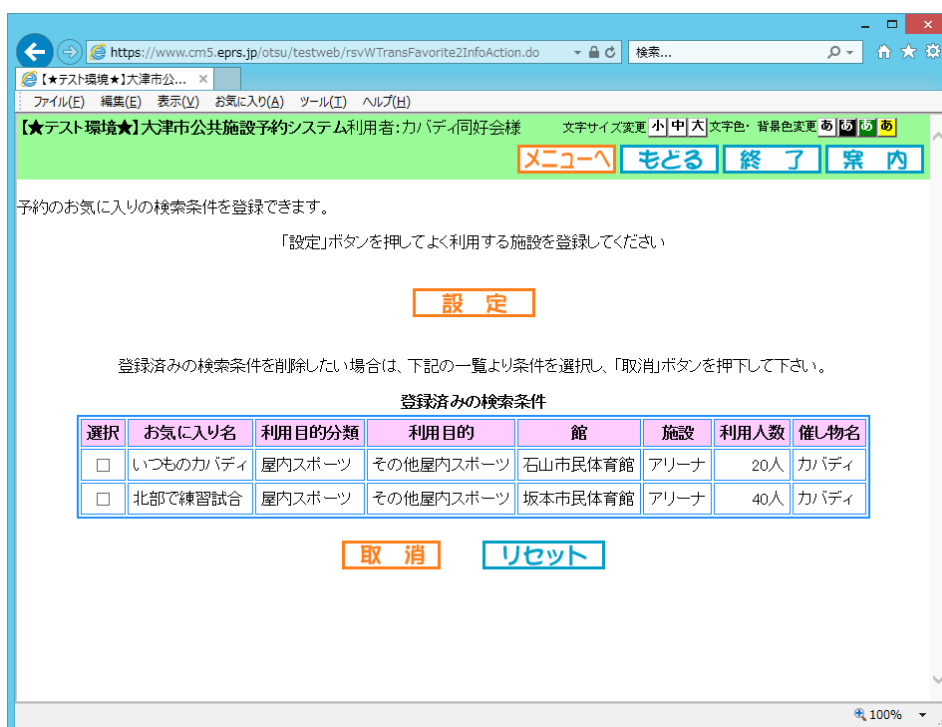 https://www.cm5.eprs.jp/otsu/testweb/rsvWTransFavorite2InfoAction.do 検索...
【★テスト環境★】大津市公...
ファイル(F) 編集(E) 表示(V) お気に入り(A) ツール(T) ヘルプ(H)
【★テスト環境★】大津市公共施設予約システム利用者:カバディ同好会様 文字サイズ変更 小 中 大 文字色・背景色変更 あ あ あ あ
メニューへ もどる 終了 案内
予約のお気に入りの検索条件を登録できます。
「設定」ボタンを押してよく利用する施設を登録してください
設定
登録済みの検索条件を削除したい場合は、下記の一覧より条件を選択し、「取消」ボタンを押下して下さい。
登録済みの検索条件
選択 お気に入り名 利用目的分類 利用目的 館 施設 利用人数 催し物名
いつものカバディ 屋内スポーツ その他屋内スポーツ 石山市民体育館 アリーナ 20人 カバディ
北部で練習試合 屋内スポーツ その他屋内スポーツ 坂本市民体育館 アリーナ 40人 カバディ
取消 リセット
100%